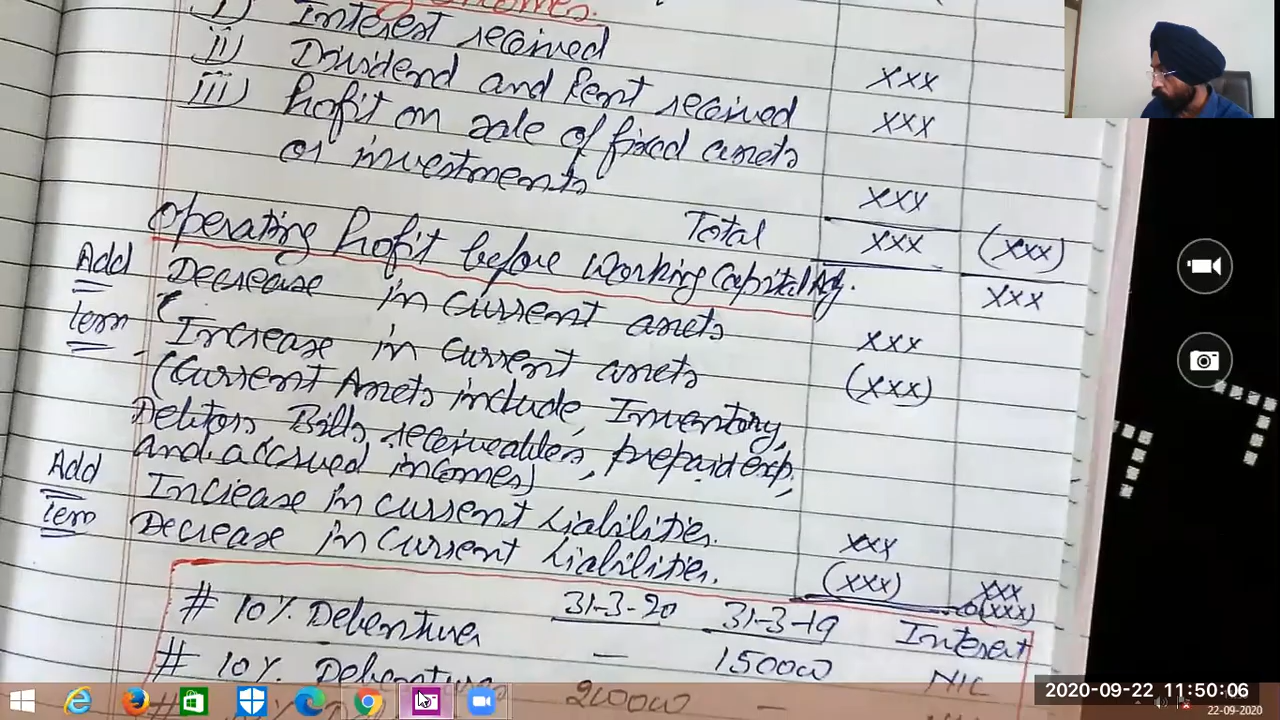 Incomes.
i) Interest received
ii) Dividend and Rent received xxx
iii) Profit on sale of fixed assets xxx
or investments xxx
Total xxx (xxx)
Operating Profit before Working Capital Adj. xxx
Add Decrease in current assets xxx
Less Increase in current assets (xxx)
(Current Assets include, Inventory,
Debtors Bills receivables, prepaid exp,
and accrued incomes)
Add Increase in current Liabilities. xxx
Less Decrease in Current Liabilities. (xxx) xxx
(xxx)
31-3-20 31-3-19 Interest
# 10% Debentures — 150000 NIL
# 10% Debentures 200000 —
2020-09-22 11:50:06
22-09-2020